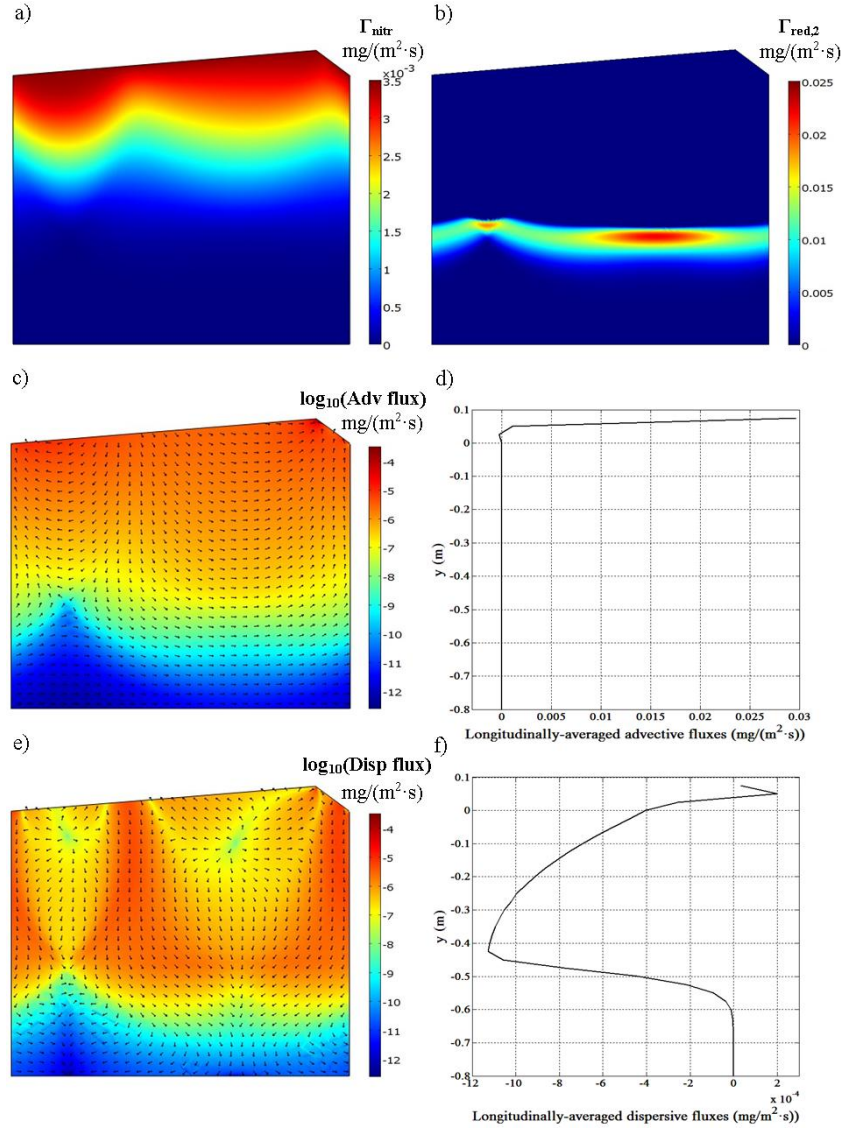 a)
Γnitr
mg/(m²·s)
×10⁻³
3.5
3
2.5
2
1.5
1
0.5
0
b)
Γred,2
mg/(m²·s)
0.025
0.02
0.015
0.01
0.005
0
c)
log₁₀(Adv flux)
mg/(m²·s)
-4
-5
-6
-7
-8
-9
-10
-11
-12
d)
0.1
0
-0.1
-0.2
-0.3
-0.4
-0.5
-0.6
-0.7
-0.8
y (m)
0 0.005 0.01 0.015 0.02 0.025 0.03
Longitudinally-averaged advective fluxes (mg/(m²·s))
e)
log₁₀(Disp flux)
mg/(m²·s)
-4
-5
-6
-7
-8
-9
-10
-11
-12
f)
0.1
0
-0.1
-0.2
-0.3
-0.4
-0.5
-0.6
-0.7
-0.8
y (m)
-12 -10 -8 -6 -4 -2 0 2
x 10⁻⁴
Longitudinally-averaged dispersive fluxes (mg/m²·s))